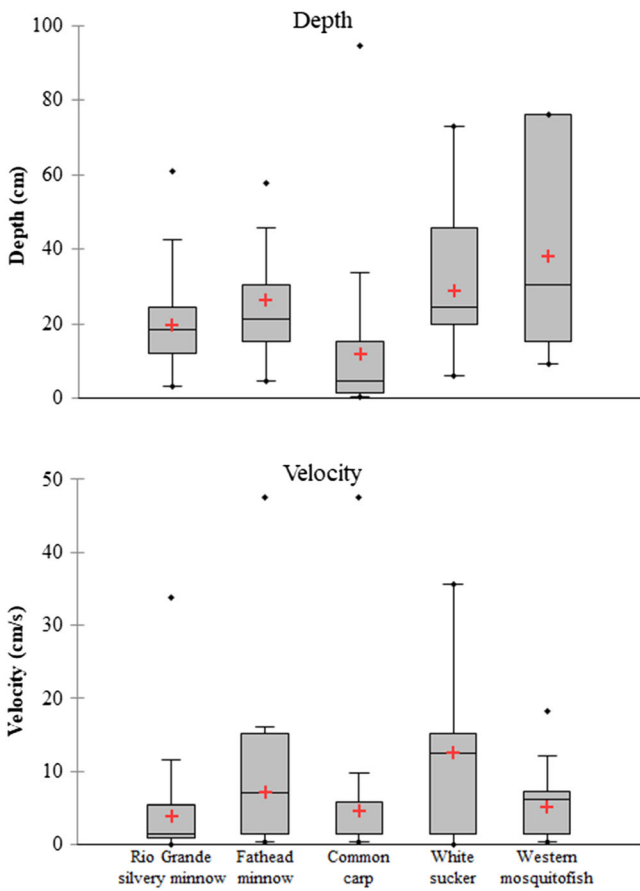 Depth
100
80
60
40
20
0
Depth (cm)
Velocity
50
40
30
20
10
0
Velocity (cm/s)
Rio Grande
silvery minnow
Fathead
minnow
Common
carp
White
sucker
Western
mosquitofish